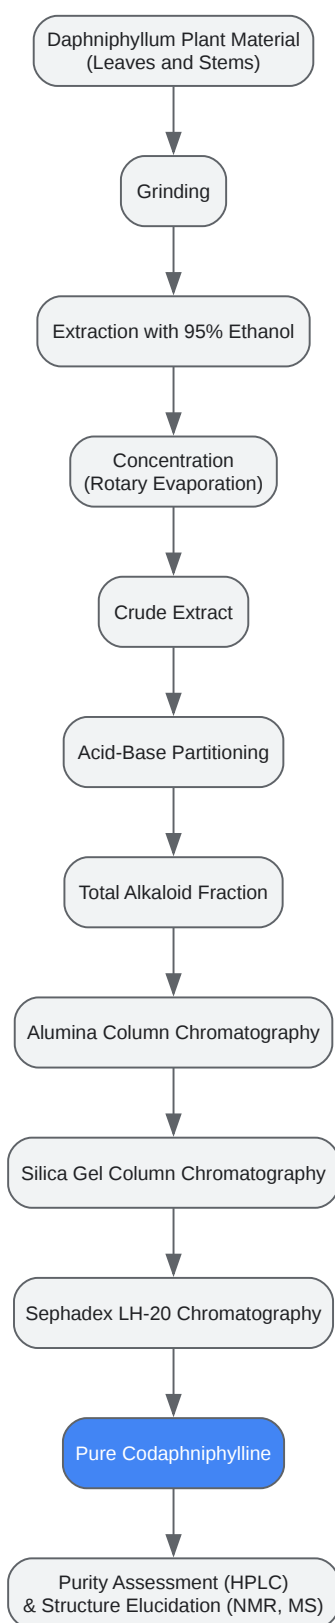 Daphniphyllum Plant Material
(Leaves and Stems)
Grinding
Extraction with 95% Ethanol
Concentration
(Rotary Evaporation)
Crude Extract
Acid-Base Partitioning
Total Alkaloid Fraction
Alumina Column Chromatography
Silica Gel Column Chromatography
Sephadex LH-20 Chromatography
Pure Codaphniphylline
Purity Assessment (HPLC)
& Structure Elucidation (NMR, MS)